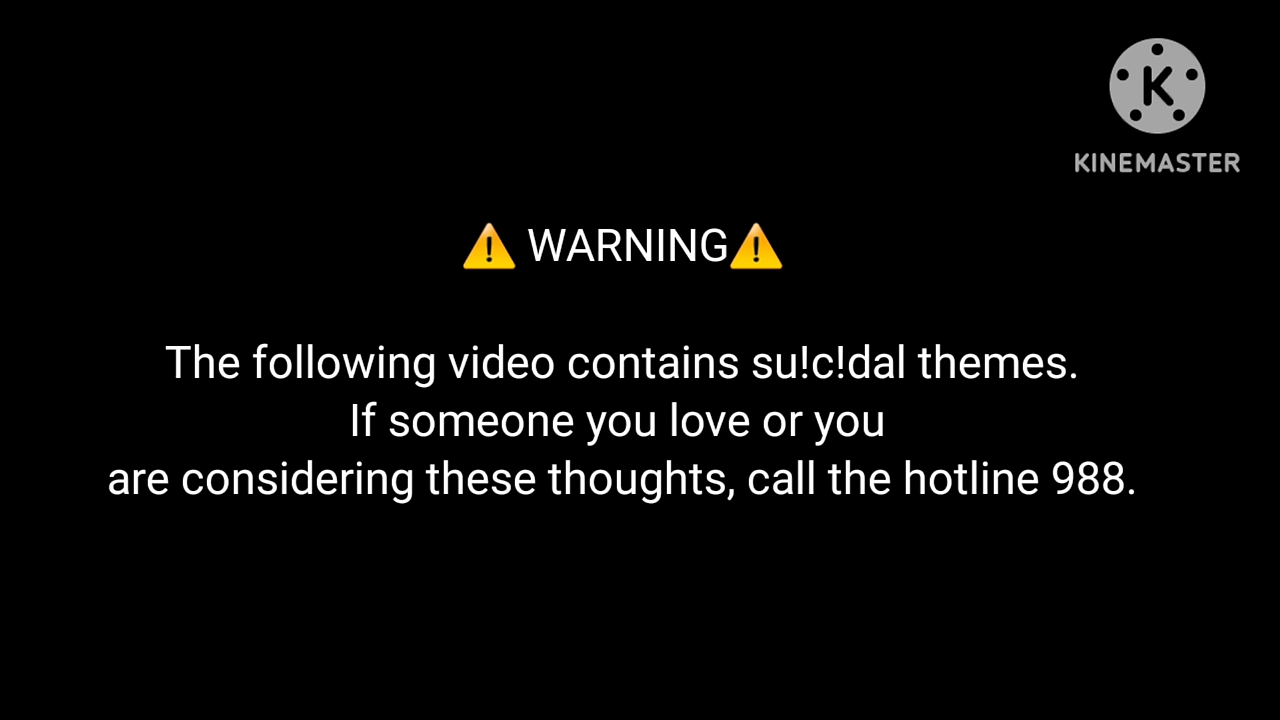 K
KINEMASTER
⚠️ WARNING⚠️
The following video contains su!c!dal themes.
If someone you love or you
are considering these thoughts, call the hotline 988.